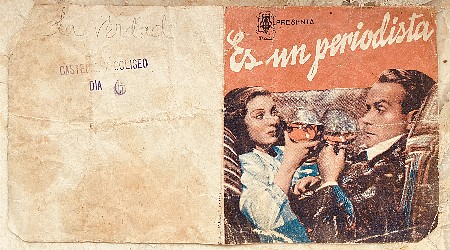 La verdad
COLISEO
DIA
PRESENTA
Es un periodista